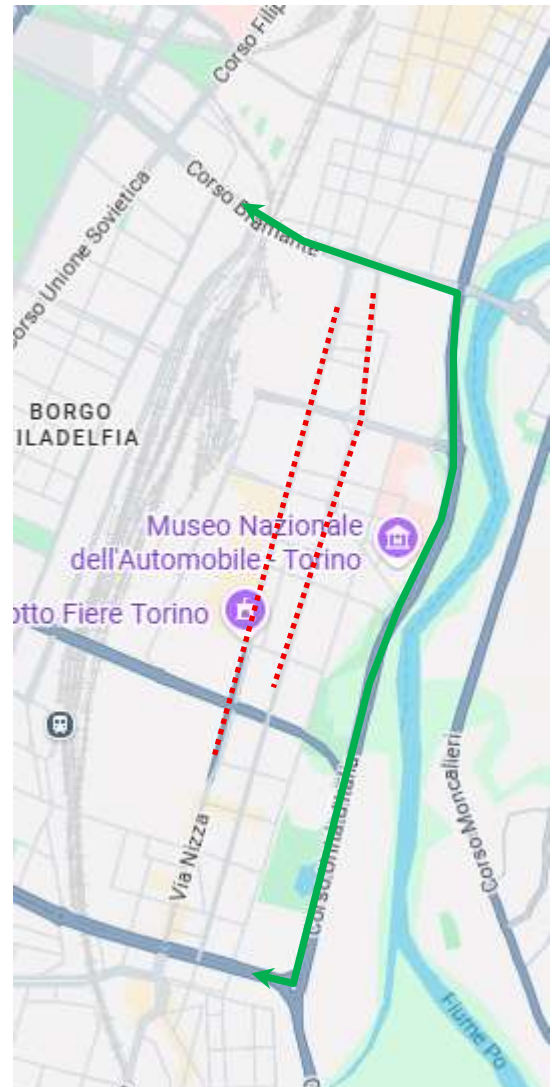 Corso Filip
Corso Bramante
Corso Unione Sovietica
BORGO
ILADELFIA
Museo Nazionale
dell'Automobile - Torino
otto Fiere Torino
Corso Moncalieri
Via Nizza
Corso Unità d'Italia
Fiume Po